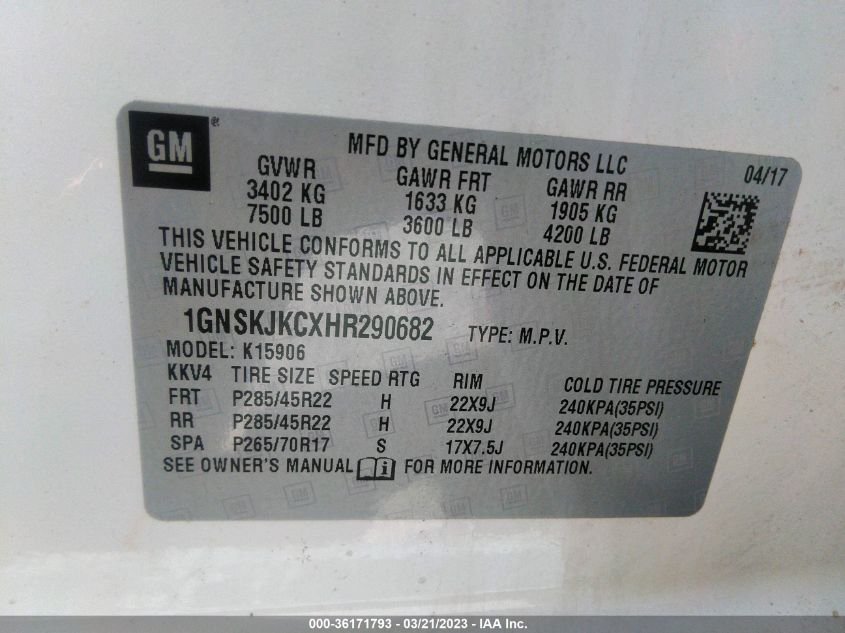 GM®
MFD BY GENERAL MOTORS LLC
04/17
GVWR GAWR FRT GAWR RR
3402 KG 1633 KG 1905 KG
7500 LB 3600 LB 4200 LB
THIS VEHICLE CONFORMS TO ALL APPLICABLE U.S. FEDERAL MOTOR
VEHICLE SAFETY STANDARDS IN EFFECT ON THE DATE OF
MANUFACTURE SHOWN ABOVE.
1GNSKJKCXHR290682 TYPE: M.P.V.
MODEL: K15906
KKV4 TIRE SIZE SPEED RTG RIM COLD TIRE PRESSURE
FRT P285/45R22 H 22X9J 240KPA(35PSI)
RR P285/45R22 H 22X9J 240KPA(35PSI)
SPA P265/70R17 S 17X7.5J 240KPA(35PSI)
SEE OWNER'S MANUAL i FOR MORE INFORMATION.
000-36171793 - 03/21/2023 - IAA Inc.